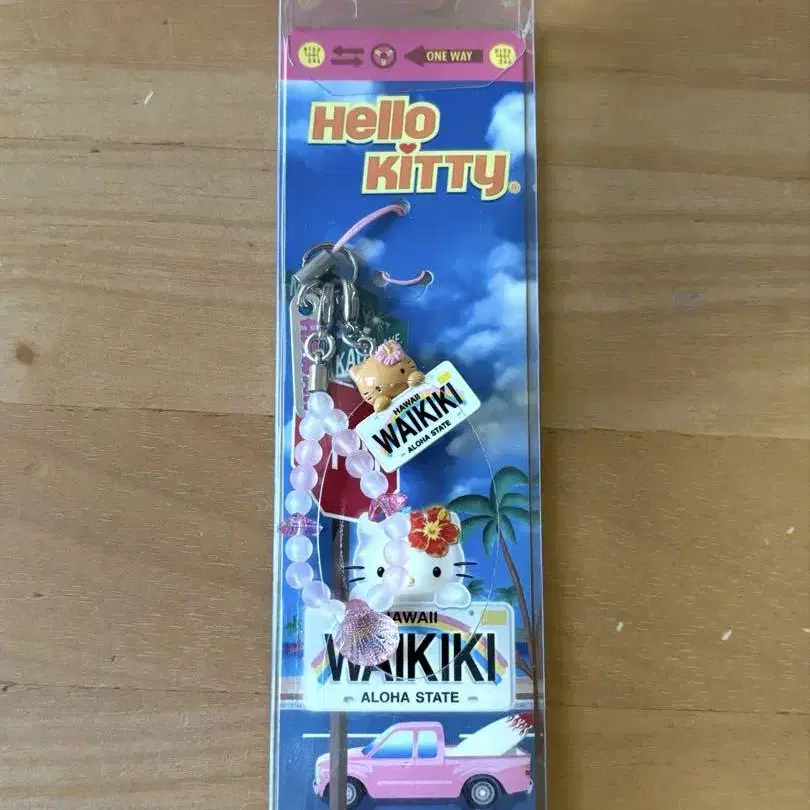 ONE WAY
Hello
Kitty®
HAWAII
WAIKIKI
ALOHA STATE
HAWAII
WAIKIKI
ALOHA STATE